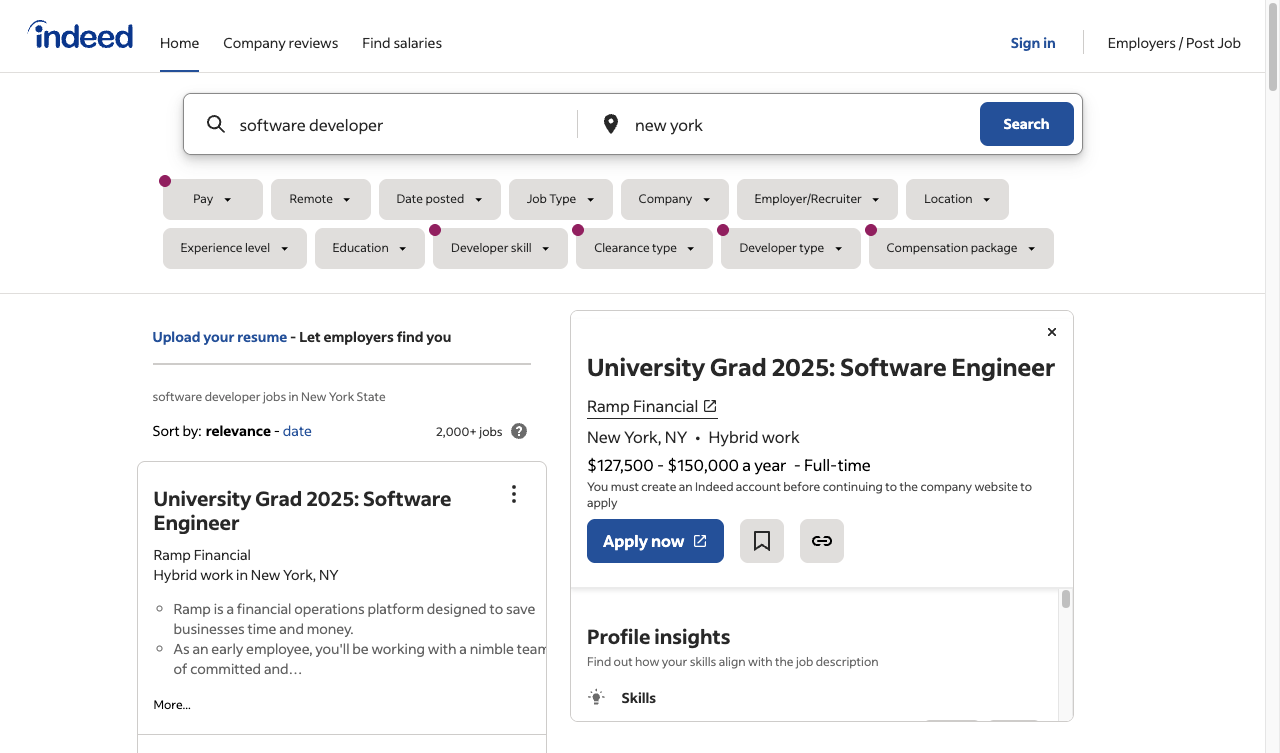 indeed
Home
Company reviews
Find salaries
Sign in
Employers / Post Job
software developer
new york
Search
Pay
Remote
Date posted
Job Type
Company
Employer/Recruiter
Location
Experience level
Education
Developer skill
Clearance type
Developer type
Compensation package
Upload your resume - Let employers find you
software developer jobs in New York State
Sort by: relevance - date
2,000+ jobs
University Grad 2025: Software
Engineer
Ramp Financial
Hybrid work in New York, NY
Ramp is a financial operations platform designed to save
businesses time and money.
As an early employee, you'll be working with a nimble team
of committed and…
More...
University Grad 2025: Software Engineer
Ramp Financial
New York, NY • Hybrid work
$127,500 - $150,000 a year - Full-time
You must create an Indeed account before continuing to the company website to
apply
Apply now
Profile insights
Find out how your skills align with the job description
Skills